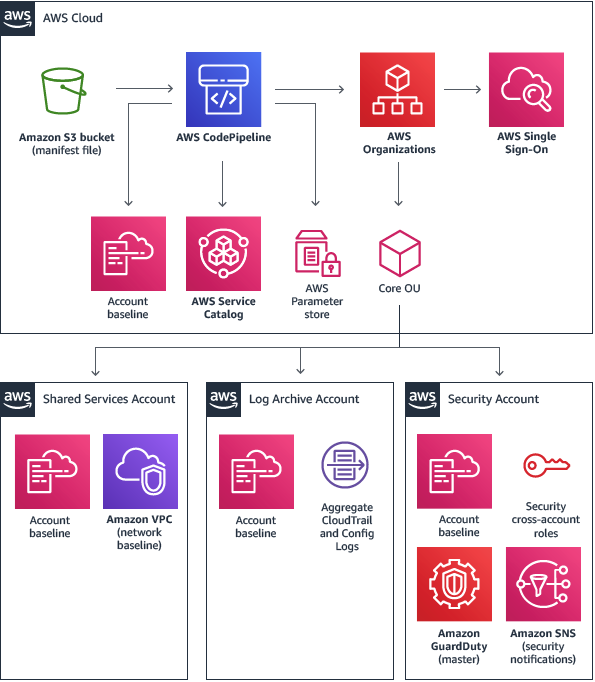 aws
AWS Cloud
Amazon S3 bucket
(manifest file)
AWS CodePipeline
AWS
Organizations
AWS Single
Sign-On
Account
baseline
AWS Service
Catalog
AWS
Parameter
store
Core OU
aws
Shared Services Account
Account
baseline
Amazon VPC
(network
baseline)
aws
Log Archive Account
Account
baseline
Aggregate
CloudTrail
and Config
Logs
aws
Security Account
Account
baseline
Security
cross-account
roles
Amazon
GuardDuty
(master)
Amazon SNS
(security
notifications)